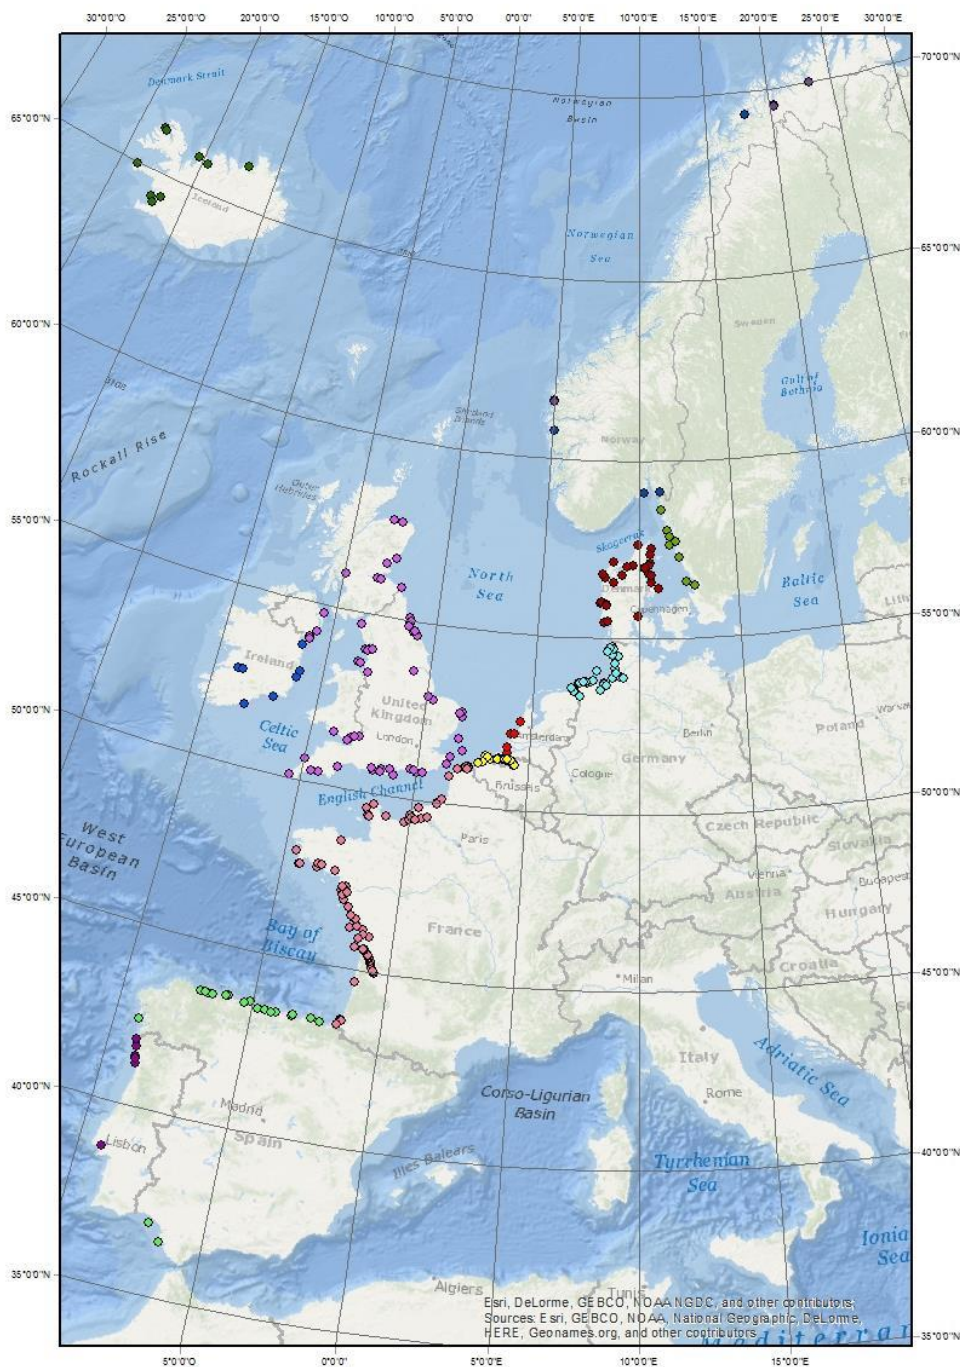 30°0'0"W 25°0'0"W 20°0'0"W 15°0'0"W 10°0'0"W 5°0'0"W 0°0'0" 5°0'0"E 10°0'0"E 15°0'0"E 20°0'0"E 25°0'0"E 30°0'0"E
70°0'0"N
Denmark Strait
Norwegian
Basin
65°0'0"N
Iceland
Norwegian
Sea
65°0'0"N
60°0'0"N
Sweden
Gulf of
Bothnia
Rockall Rise
Shetland
Islands
Norway
60°0'0"N
Outer
Hebrides
55°0'0"N
Skagerrak
North
Sea
Denmark
Copenhagen
Baltic
Sea
55°0'0"N
Ireland
United
Kingdom
50°0'0"N
Celtic
Sea
London
Amsterdam
Berlin
Poland
Germany
Cologne
Brussels
English Channel
50°0'0"N
West
European
Basin
Paris
Czech Republic
Slovakia
Vienna
Austria
Budapest
Hungary
45°0'0"N
Bay of
Biscay
France
Milan
Croatia
45°0'0"N
Italy
Adriatic Sea
Rome
40°0'0"N
Corso-Ligurian
Basin
Madrid
Spain
Lisbon
Illes Balears
Tyrrhenian
Sea
40°0'0"N
Ionia
Sea
35°0'0"N
Algiers
Tunis
Esri, DeLorme, GEBCO, NOAA NGDC, and other contributors;
Sources: Esri, GEBCO, NOAA, National Geographic, DeLorme,
HERE, Geonames.org, and other contributors
Mediterran
35°0'0"N
5°0'0"W 0°0'0" 5°0'0"E 10°0'0"E 15°0'0"E